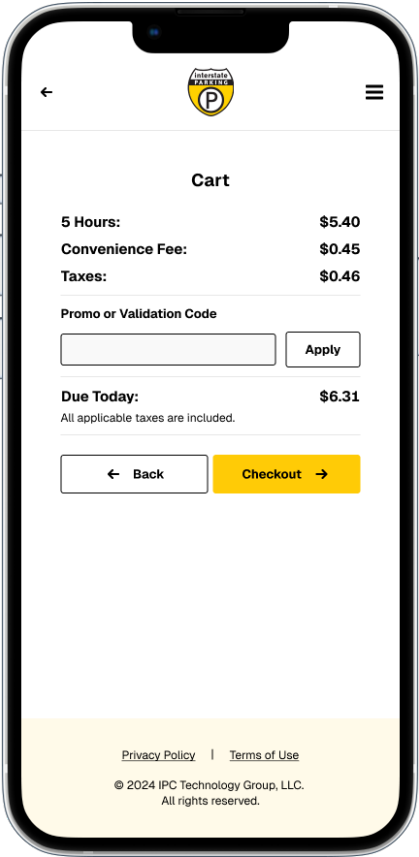 interstate
PARKING
P
Cart
5 Hours: $5.40
Convenience Fee: $0.45
Taxes: $0.46
Promo or Validation Code
Apply
Due Today: $6.31
All applicable taxes are included.
← Back Checkout →
Privacy Policy | Terms of Use
© 2024 IPC Technology Group, LLC.
All rights reserved.